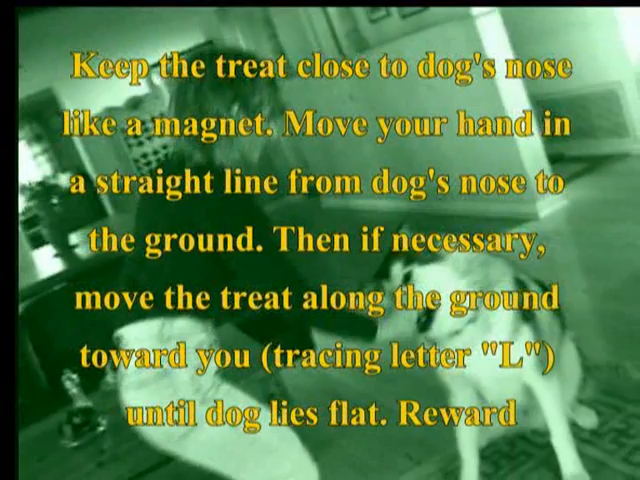 Keep the treat close to dog's nose
like a magnet. Move your hand in
a straight line from dog's nose to
the ground. Then if necessary,
move the treat along the ground
toward you (tracing letter "L")
until dog lies flat. Reward